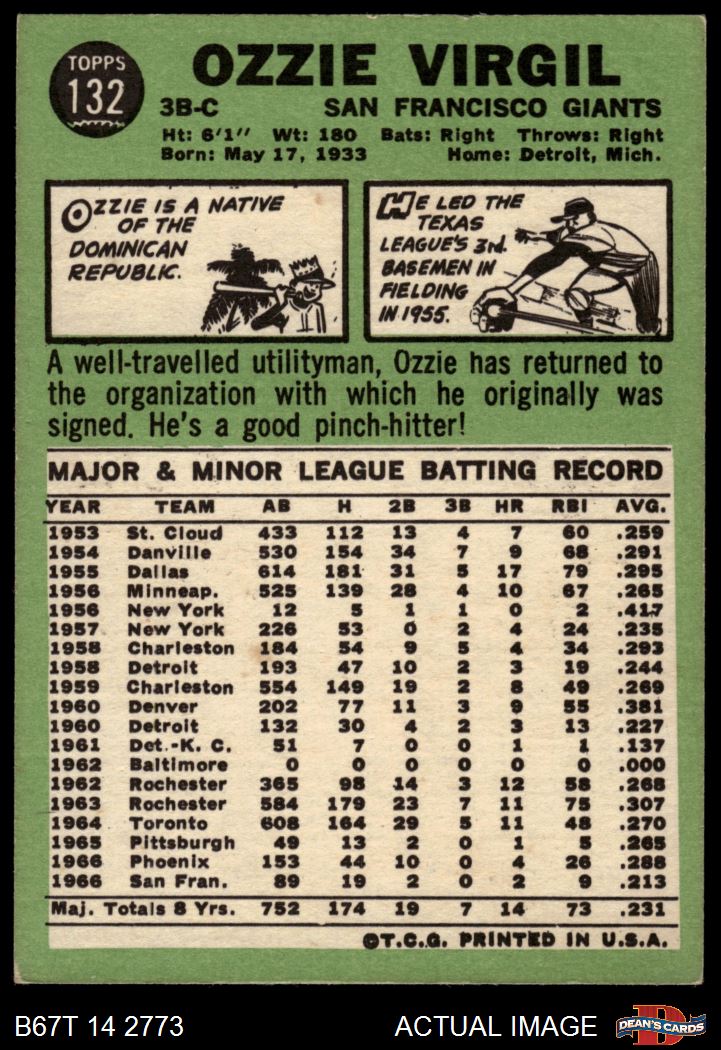 TOPPS
132
OZZIE VIRGIL
3B-C SAN FRANCISCO GIANTS
Ht: 6'1" Wt: 180 Bats: Right Throws: Right
Born: May 17, 1933 Home: Detroit, Mich.
OZZIE IS A NATIVE
OF THE
DOMINICAN
REPUBLIC.
HE LED THE
TEXAS
LEAGUE'S 3rd.
BASEMEN IN
FIELDING
IN 1955.
A well-travelled utilityman, Ozzie has returned to
the organization with which he originally was
signed. He's a good pinch-hitter!
MAJOR & MINOR LEAGUE BATTING RECORD
YEAR TEAM AB H 2B 3B HR RBI AVG.
1953 St. Cloud 433 112 13 4 7 60 .259
1954 Danville 530 154 34 7 9 68 .291
1955 Dallas 614 181 31 5 17 79 .295
1956 Minneap. 525 139 28 4 10 67 .265
1956 New York 12 5 1 1 0 2 .417
1957 New York 226 53 0 2 4 24 .235
1958 Charleston 184 54 9 5 4 34 .293
1958 Detroit 193 47 10 2 3 19 .244
1959 Charleston 554 149 19 2 8 49 .269
1960 Denver 202 77 11 3 9 55 .381
1960 Detroit 132 30 4 2 3 13 .227
1961 Det.-K. C. 51 7 0 0 1 1 .137
1962 Baltimore 0 0 0 0 0 0 .000
1962 Rochester 365 98 14 3 12 58 .268
1963 Rochester 584 179 23 7 11 75 .307
1964 Toronto 608 164 29 5 11 48 .270
1965 Pittsburgh 49 13 2 0 1 5 .265
1966 Phoenix 153 44 10 0 4 26 .288
1966 San Fran. 89 19 2 0 2 9 .213
Maj. Totals 8 Yrs. 752 174 19 7 14 73 .231
©T.C.G. PRINTED IN U.S.A.
B67T 14 2773 ACTUAL IMAGE
D
DEAN'S CARDS